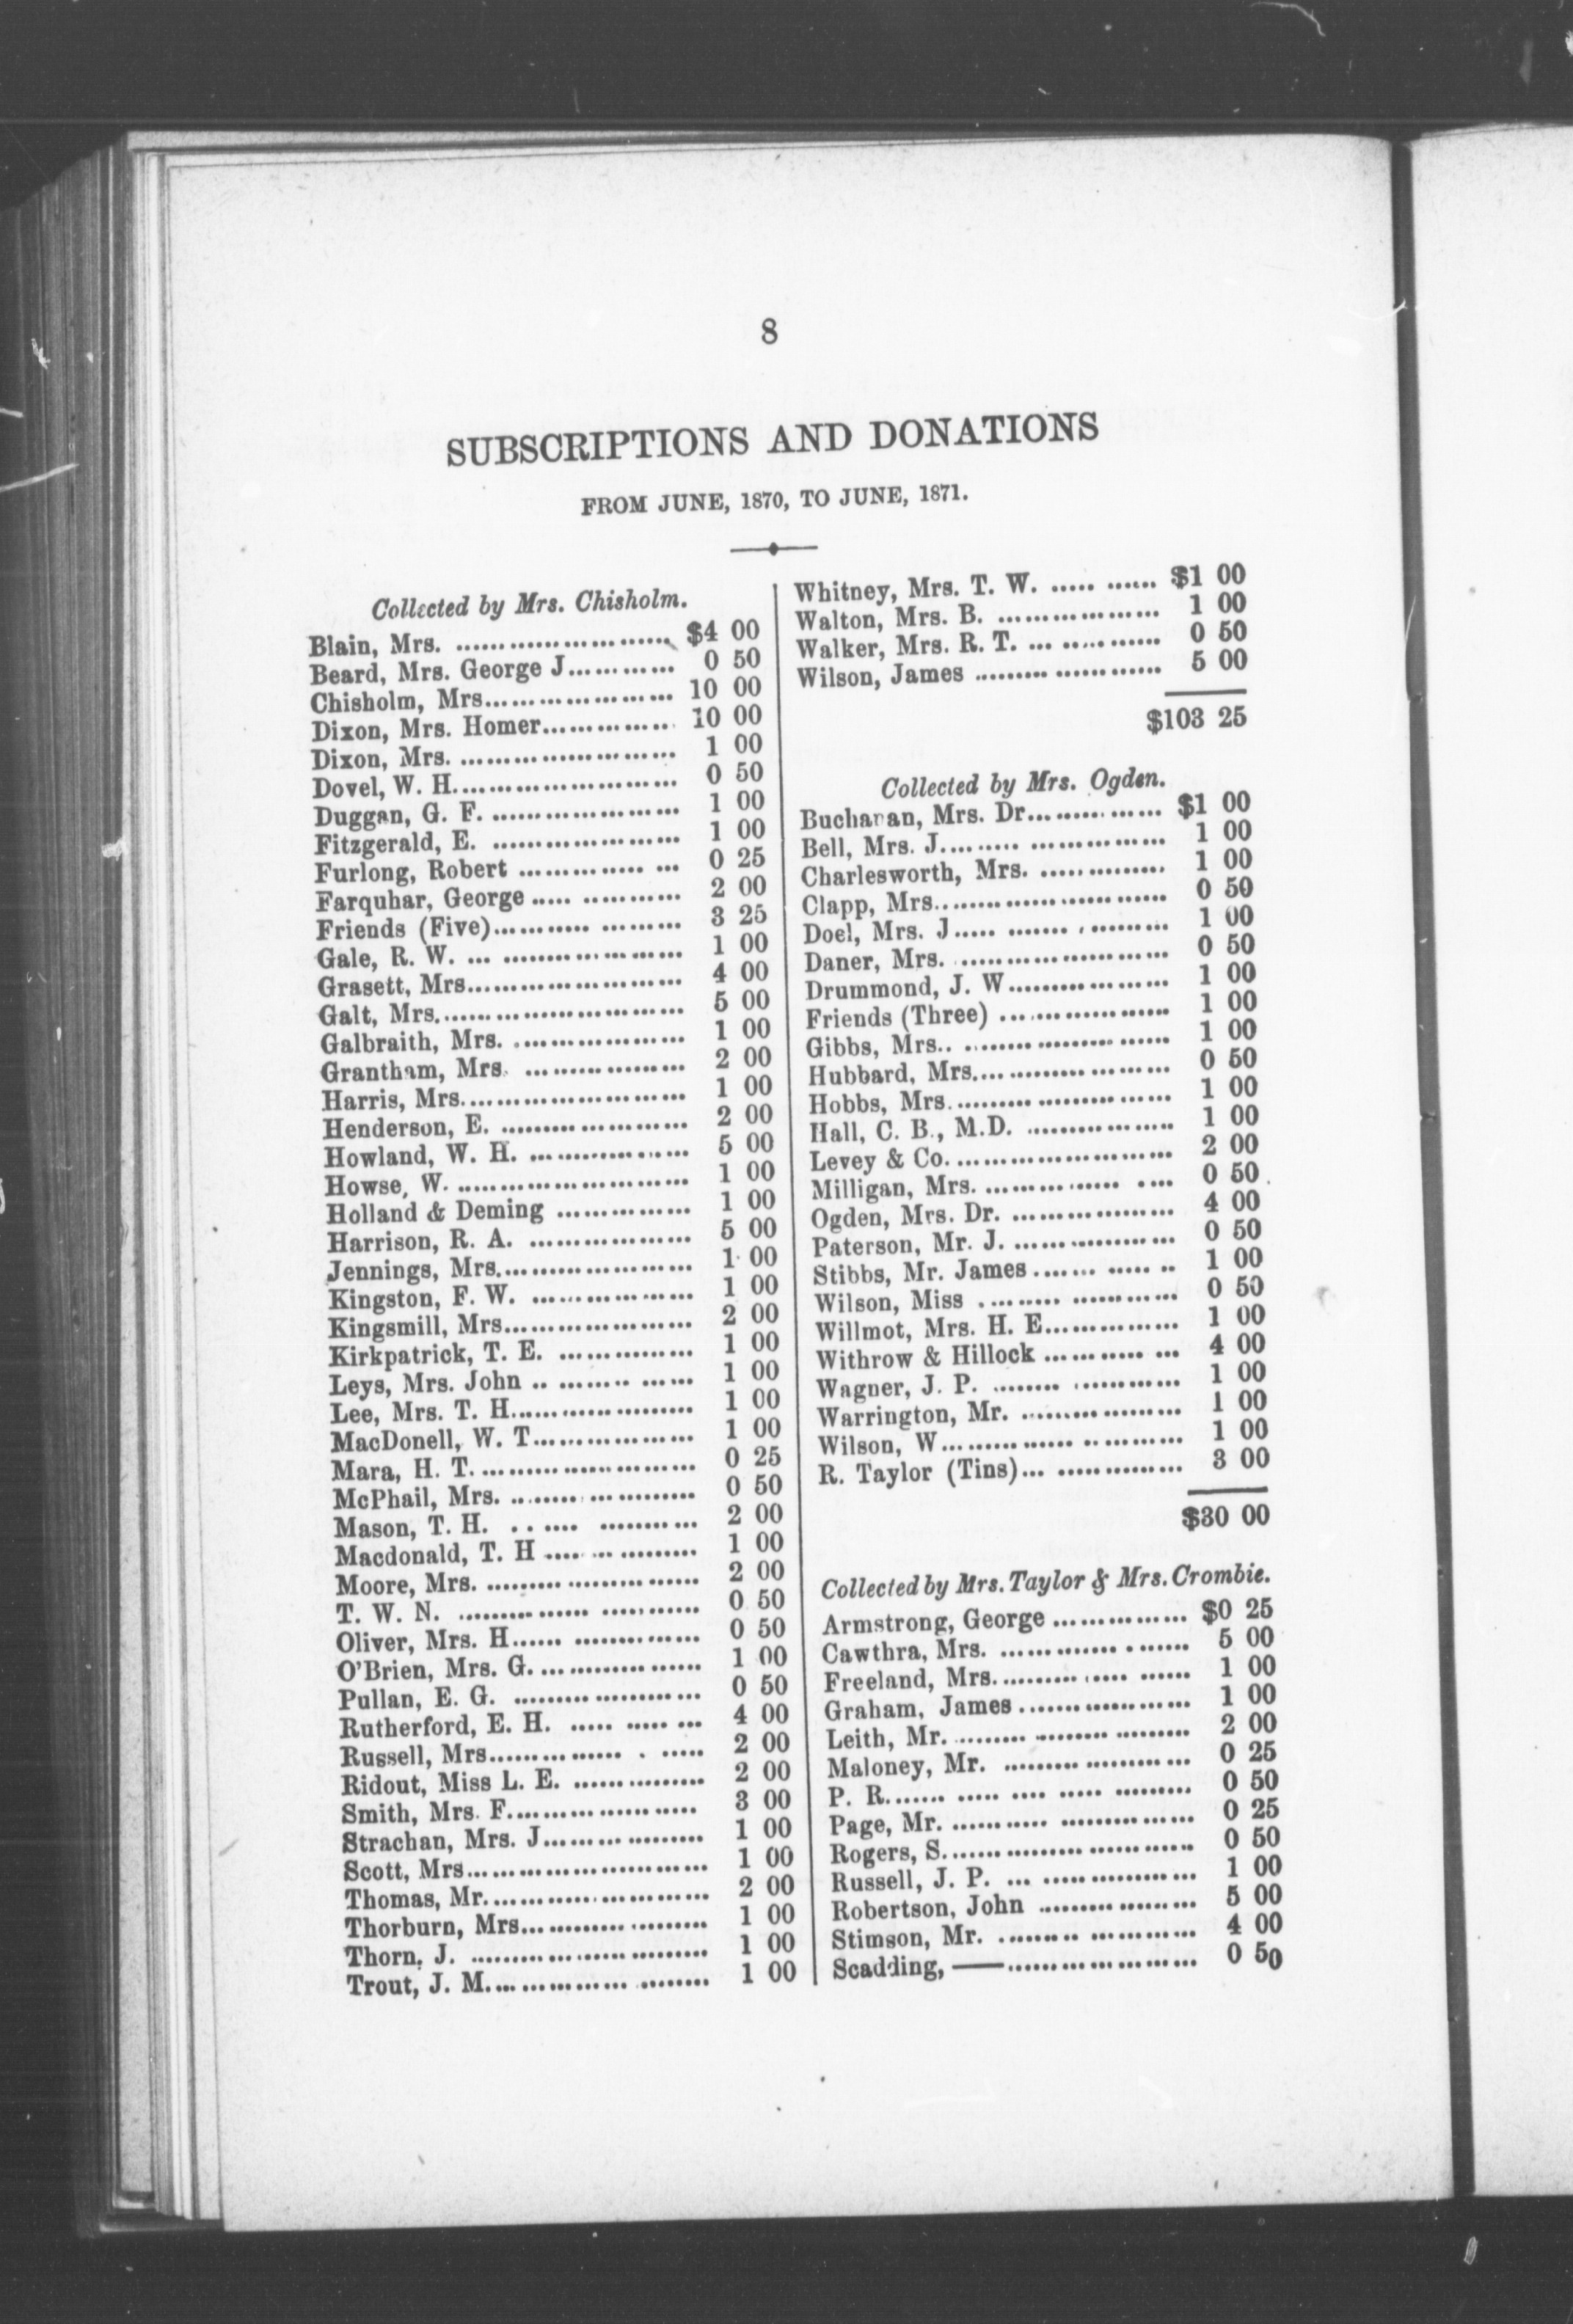 8
SUBSCRIPTIONS AND DONATIONS
FROM JUNE, 1870, TO JUNE, 1871.
Collected by Mrs. Chisholm.
Blain, Mrs. ........................ $4 00
Beard, Mrs. George J............ 0 50
Chisholm, Mrs..................... 10 00
Dixon, Mrs. Homer............... 10 00
Dixon, Mrs. ........................ 1 00
Dovel, W. H......................... 0 50
Duggan, G. F. ..................... 1 00
Fitzgerald, E. ..................... 1 00
Furlong, Robert .............. ... 0 25
Farquhar, George ..... ........... 2 00
Friends (Five)........... ......... 3 25
Gale, R. W. ... .................... 1 00
Grasett, Mrs........................ 4 00
Galt, Mrs............................ 5 00
Galbraith, Mrs. ................... 1 00
Grantham, Mrs. .................. 2 00
Harris, Mrs......................... 1 00
Henderson, E. ..................... 2 00
Howland, W. H. .................. 5 00
Howse, W. .......................... 1 00
Holland & Deming ............... 1 00
Harrison, R. A. .................. 5 00
Jennings, Mrs...................... 1 00
Kingston, F. W. .................. 1 00
Kingsmill, Mrs..................... 2 00
Kirkpatrick, T. E. ............... 1 00
Leys, Mrs. John .. ........ ...... 1 00
Lee, Mrs. T. H..................... 1 00
MacDonell, W. T.................. 1 00
Mara, H. T. ........................ 0 25
McPhail, Mrs. ..................... 0 50
Mason, T. H. .. .... ........... 2 00
Macdonald, T. H ................. 1 00
Moore, Mrs. ........................ 2 00
T. W. N. ........................... 0 50
Oliver, Mrs. H...... .............. 0 50
O'Brien, Mrs. G. .................. 1 00
Pullan, E. G. ..................... 0 50
Rutherford, E. H. ..... ..... ... 4 00
Russell, Mrs............... . ..... 2 00
Ridout, Miss L. E. ............... 2 00
Smith, Mrs. F..................... 3 00
Strachan, Mrs. J.................. 1 00
Scott, Mrs........................... 1 00
Thomas, Mr......................... 2 00
Thorburn, Mrs..................... 1 00
Thorn, J. ........................... 1 00
Trout, J. M............... ........ 1 00
Whitney, Mrs. T. W. ..... ...... $1 00
Walton, Mrs. B. .................. 1 00
Walker, Mrs. R. T. ... ........... 0 50
Wilson, James ..................... 5 00
$103 25
Collected by Mrs. Ogden.
Buchanan, Mrs. Dr............... $1 00
Bell, Mrs. J......... ............... 1 00
Charlesworth, Mrs. .............. 1 00
Clapp, Mrs.......................... 0 50
Doel, Mrs. J..... ....... . ......... 1 00
Daner, Mrs. ........................ 0 50
Drummond, J. W.................. 1 00
Friends (Three) ................... 1 00
Gibbs, Mrs.. ....................... 1 00
Hubbard, Mrs...................... 0 50
Hobbs, Mrs......................... 1 00
Hall, C. B., M.D. ................ 1 00
Levey & Co. ........................ 2 00
Milligan, Mrs. ............... .... 0 50
Ogden, Mrs. Dr. .................. 4 00
Paterson, Mr. J. .................. 0 50
Stibbs, Mr. James....... ..... .. 1 00
Wilson, Miss ......... ............ 0 50
Willmot, Mrs. H. E............... 1 00
Withrow & Hillock ........... ... 4 00
Wagner, J. P. ........ ............ 1 00
Warrington, Mr. .................. 1 00
Wilson, W............... .. ......... 1 00
R. Taylor (Tins)... .............. 3 00
$30 00
Collected by Mrs. Taylor & Mrs. Crombie.
Armstrong, George ............... $0 25
Cawthra, Mrs. ............. . ...... 5 00
Freeland, Mrs.......... ..... ...... 1 00
Graham, James.................... 1 00
Leith, Mr. ......... ......... ......... 2 00
Maloney, Mr. ..................... 0 25
P. R....... ..... .... ..... ......... 0 50
Page, Mr. ........... ............... 0 25
Rogers, S............................ 0 50
Russell, J. P. ... ................. 1 00
Robertson, John .................. 5 00
Stimson, Mr. ......... ............ 4 00
Scadding, —..................... 0 50